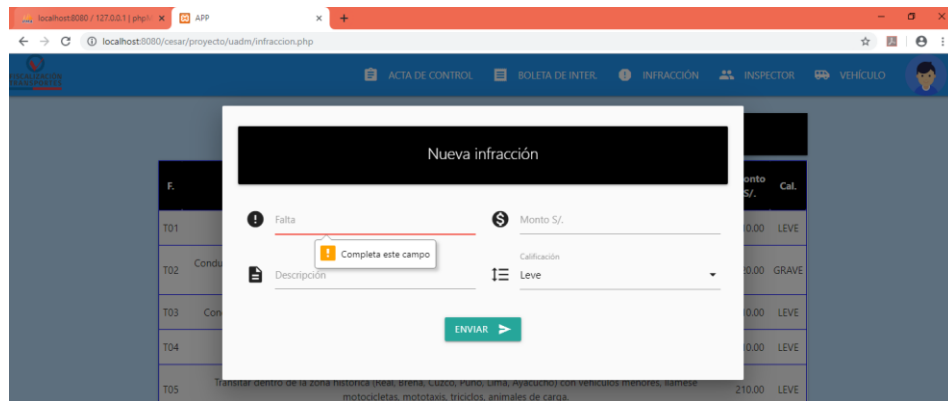 localhost:8080 / 127.0.0.1 | php
APP
localhost:8080/cesar/proyecto/uadm/infraccion.php
FISCALIZACIÓN
TRANSPORTES
ACTA DE CONTROL
BOLETA DE INTER.
INFRACCIÓN
INSPECTOR
VEHÍCULO
Nueva infracción
F.
S/.
Cal.
Falta
Monto S/.
T01
0.00 LEVE
Completa este campo
Calificación
T02
Condu
Descripción
Leve
0.00 GRAVE
T03
Con
0.00 LEVE
ENVIAR
T04
0.00 LEVE
T05
Transitar dentro de la zona histórica (Real, Breña, Cuzco, Puno, Lima, Ayacucho) con vehículos menores, llámese
210.00 LEVE
motocicletas, mototaxis, triciclos, animales de carga.